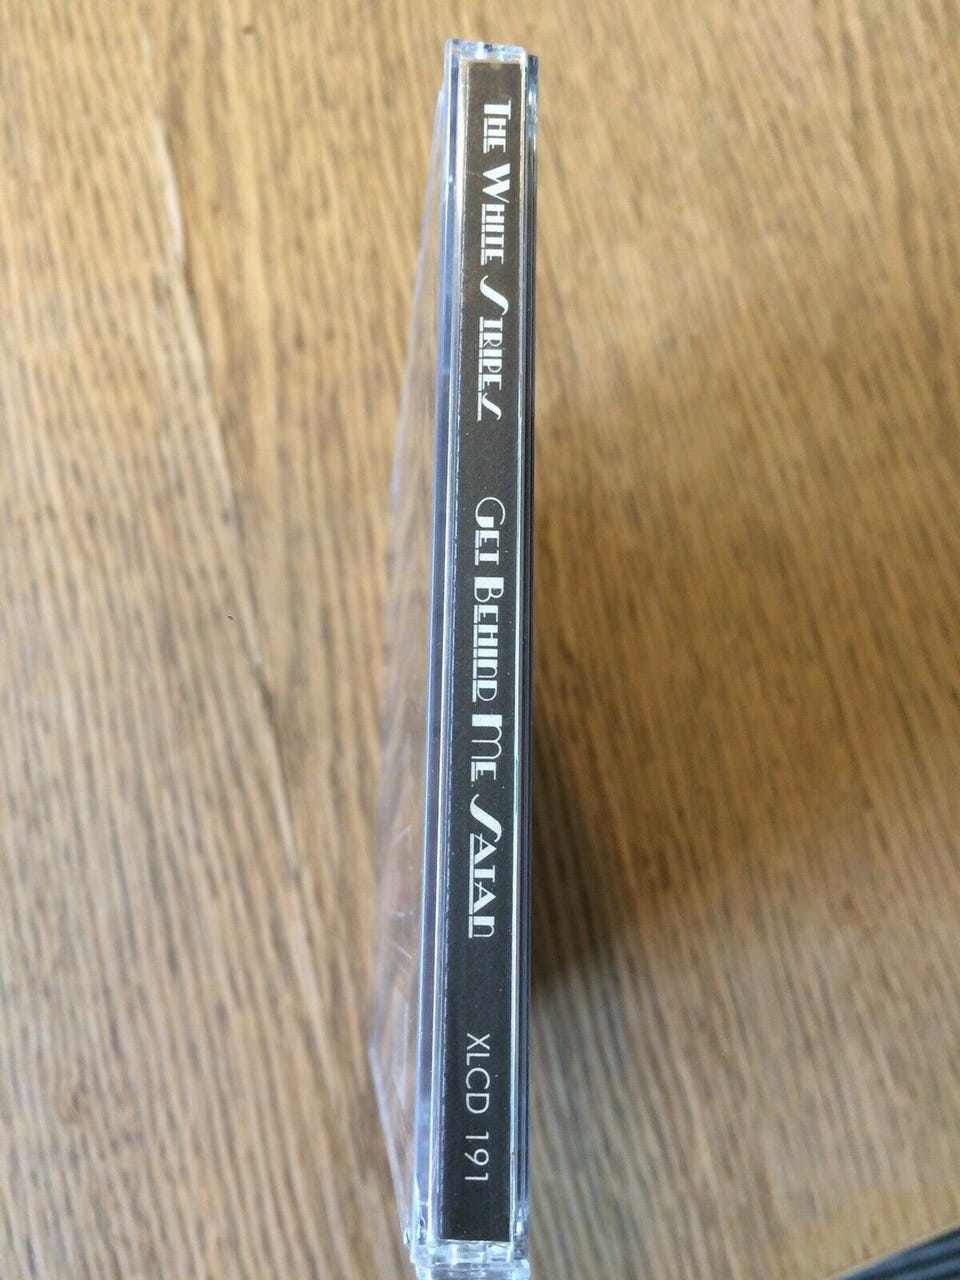 The White Stripes Get Behind Me Satan XLCD 191